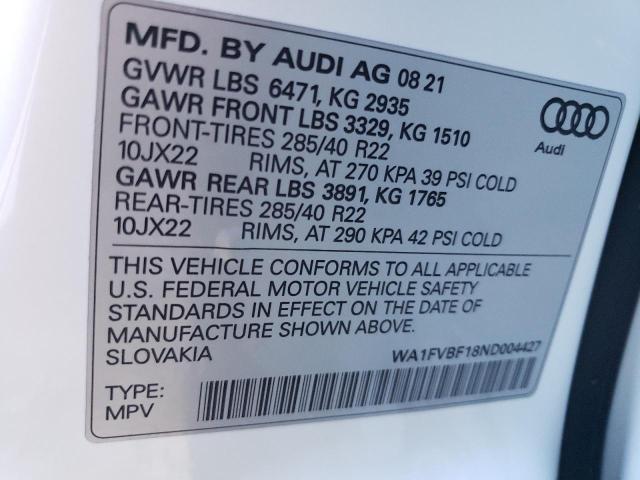 MFD. BY AUDI AG 08 21
GVWR LBS 6471, KG 2935
GAWR FRONT LBS 3329, KG 1510
FRONT-TIRES 285/40 R22
10JX22 RIMS, AT 270 KPA 39 PSI COLD
GAWR REAR LBS 3891, KG 1765
REAR-TIRES 285/40 R22
10JX22 RIMS, AT 290 KPA 42 PSI COLD
Audi
THIS VEHICLE CONFORMS TO ALL APPLICABLE
U.S. FEDERAL MOTOR VEHICLE SAFETY
STANDARDS IN EFFECT ON THE DATE OF
MANUFACTURE SHOWN ABOVE.
SLOVAKIA WA1FVBF18ND004427
TYPE:
MPV